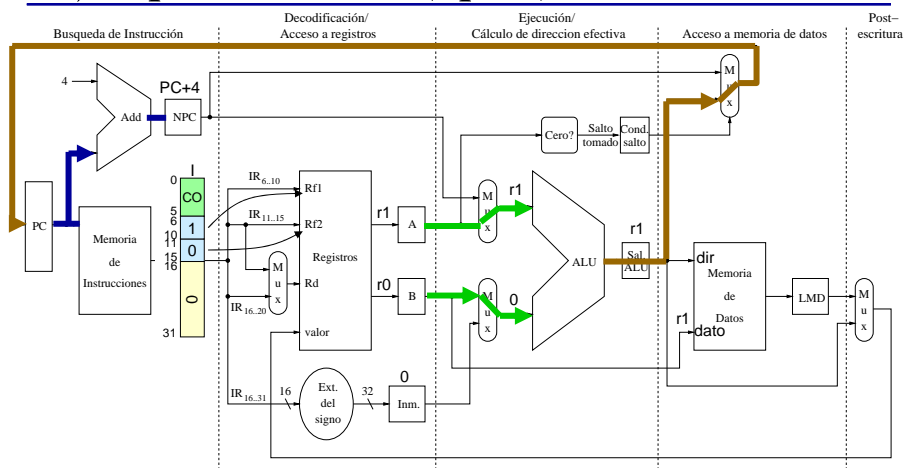 Decodificación/
Acceso a registros
Ejecución/
Cálculo de direccion efectiva
Post–
escritura
Busqueda de Instrucción
Acceso a memoria de datos
4
PC+4
Add
NPC
M
u
x
Cero?
Salto
tomado
Cond.
salto
I
0
CO
5
6
1
10
11
0
15
16
0
31
PC
Memoria
de
Instrucciones
IR6..10
IR11..15
IR16..20
IR16..31
M
u
x
Rf1
Rf2
Registros
Rd
valor
r1
A
r0
B
M
u
x
r1
M
u
x
0
ALU
r1
Sal.
ALU
dir
Memoria
de
Datos
r1
dato
LMD
M
u
x
16
Ext.
del
signo
32
0
Inm.